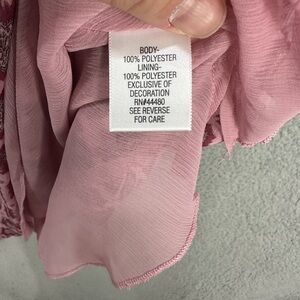 BODY-
100% POLYESTER
LINING-
100% POLYESTER
EXCLUSIVE OF
DECORATION
RN#44480
SEE REVERSE
FOR CARE